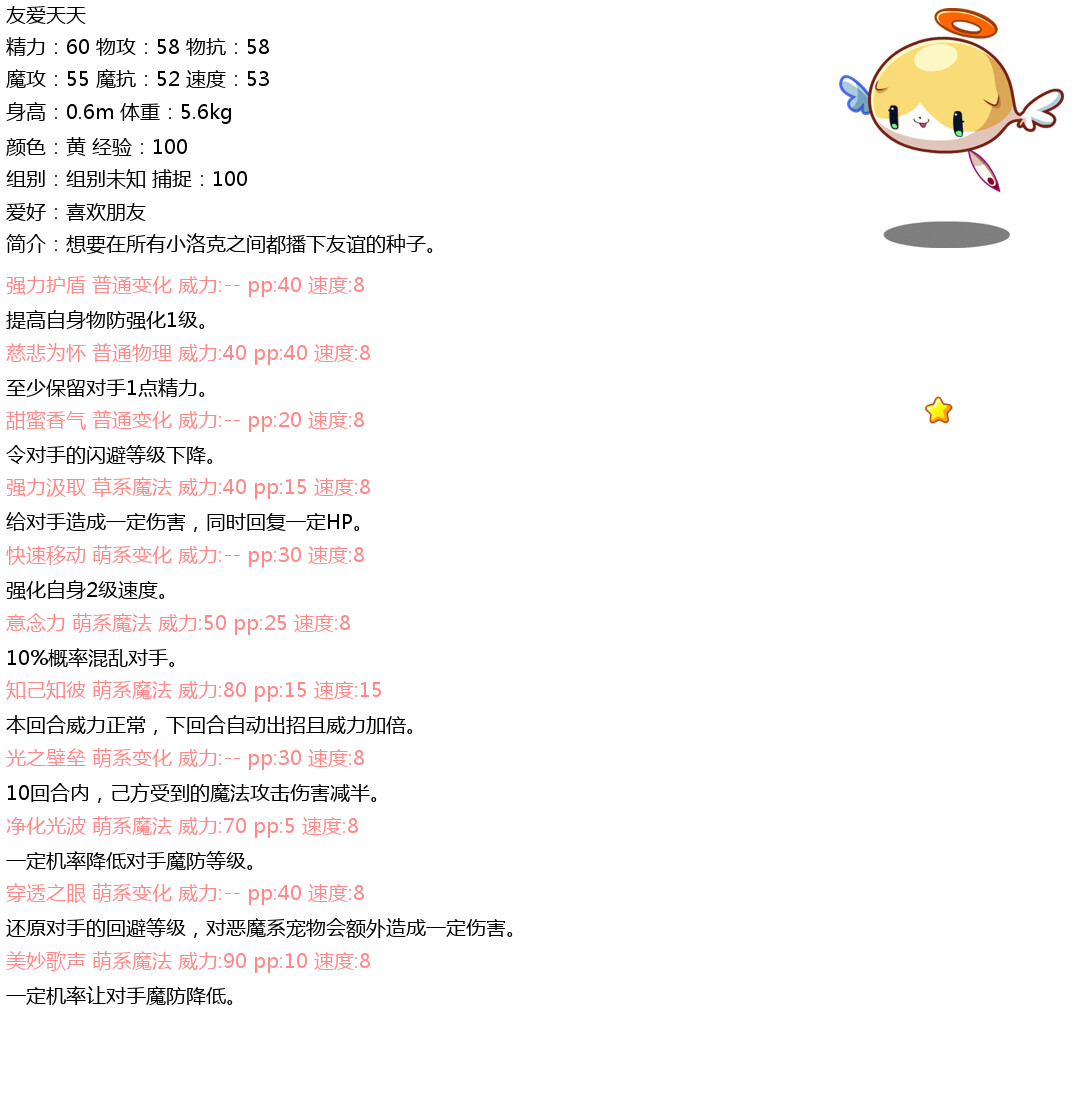 友爱天天
精力：60 物攻：58 物抗：58
魔攻：55 魔抗：52 速度：53
身高：0.6m 体重：5.6kg
颜色：黄 经验：100
组别：组别未知 捕捉：100
爱好：喜欢朋友
简介：想要在所有小洛克之间都播下友谊的种子。
强力护盾 普通变化 威力:-- pp:40 速度:8
提高自身物防强化1级。
慈悲为怀 普通物理 威力:40 pp:40 速度:8
至少保留对手1点精力。
甜蜜香气 普通变化 威力:-- pp:20 速度:8
令对手的闪避等级下降。
强力汲取 草系魔法 威力:40 pp:15 速度:8
给对手造成一定伤害，同时回复一定HP。
快速移动 萌系变化 威力:-- pp:30 速度:8
强化自身2级速度。
意念力 萌系魔法 威力:50 pp:25 速度:8
10%概率混乱对手。
知己知彼 萌系魔法 威力:80 pp:15 速度:15
本回合威力正常，下回合自动出招且威力加倍。
光之壁垒 萌系变化 威力:-- pp:30 速度:8
10回合内，己方受到的魔法攻击伤害减半。
净化光波 萌系魔法 威力:70 pp:5 速度:8
一定机率降低对手魔防等级。
穿透之眼 萌系变化 威力:-- pp:40 速度:8
还原对手的回避等级，对恶魔系宠物会额外造成一定伤害。
美妙歌声 萌系魔法 威力:90 pp:10 速度:8
一定机率让对手魔防降低。